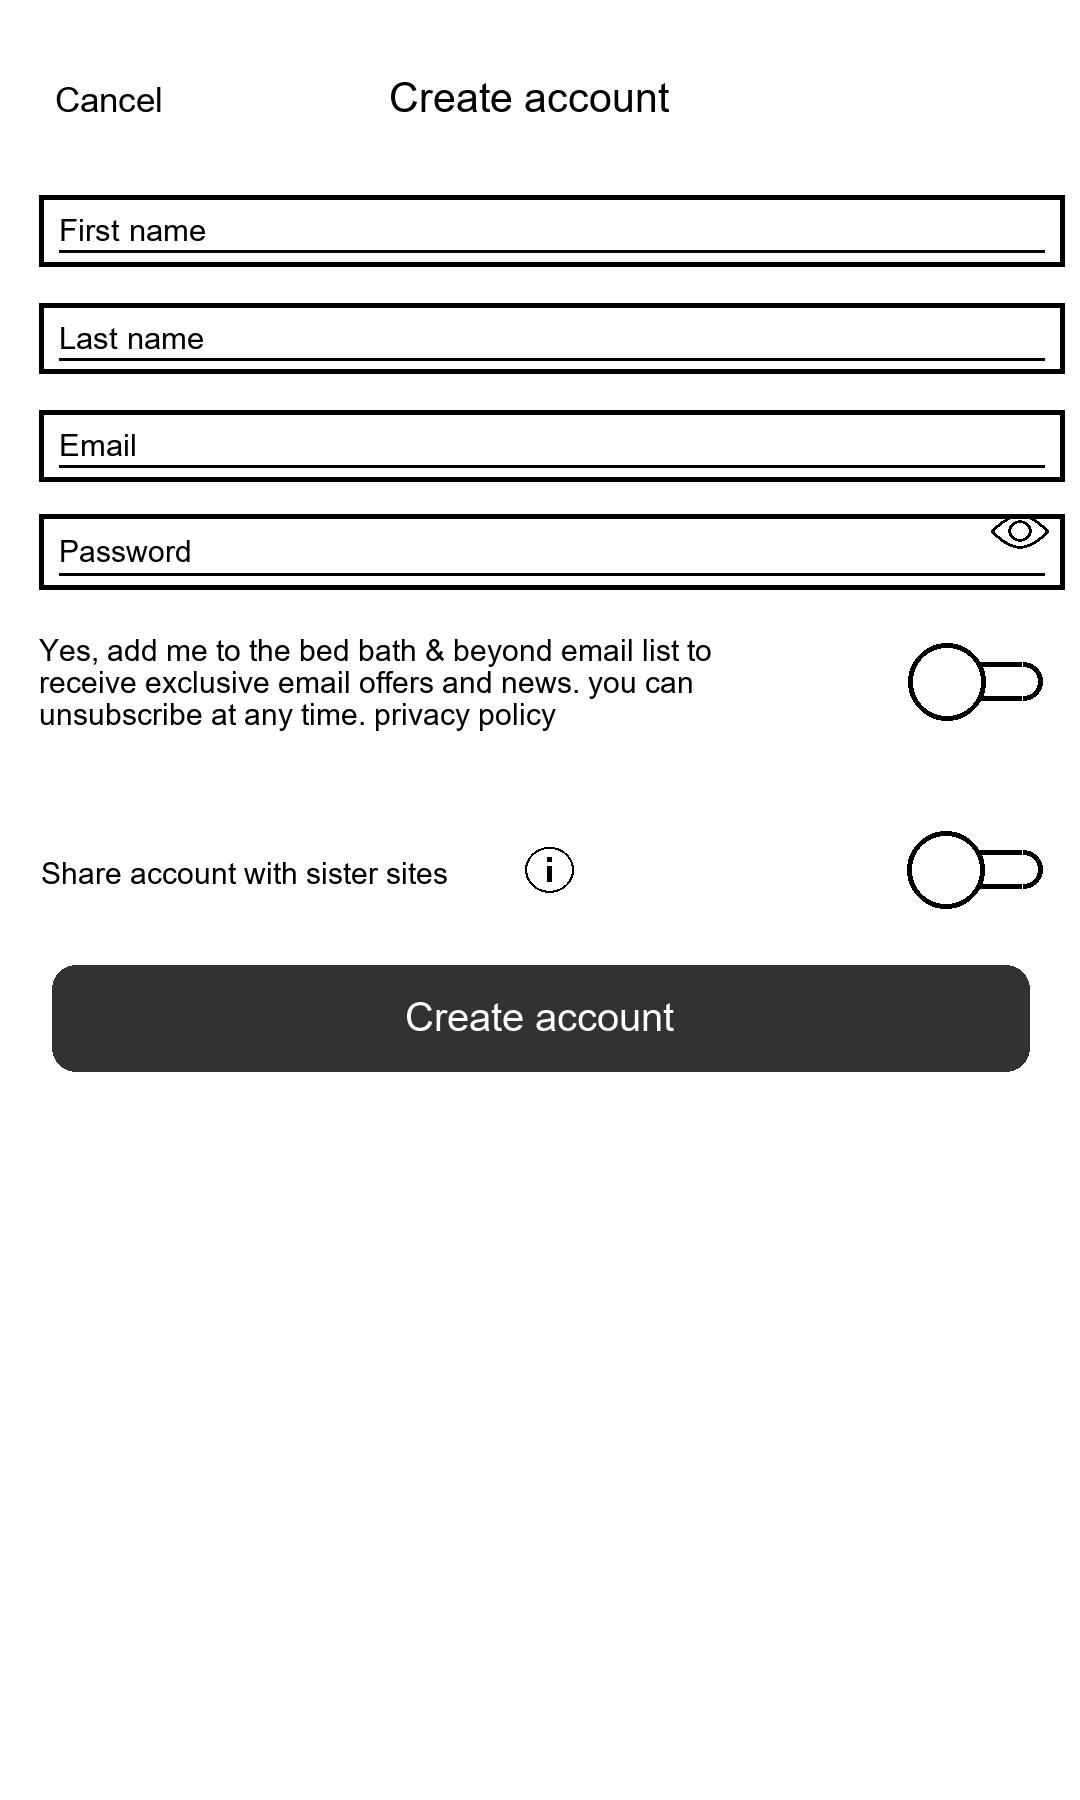 Cancel
Create account
First name
Last name
Email
Password
Yes, add me to the bed bath & beyond email list to
receive exclusive email offers and news. you can
unsubscribe at any time. privacy policy
Share account with sister sites
i
Create account